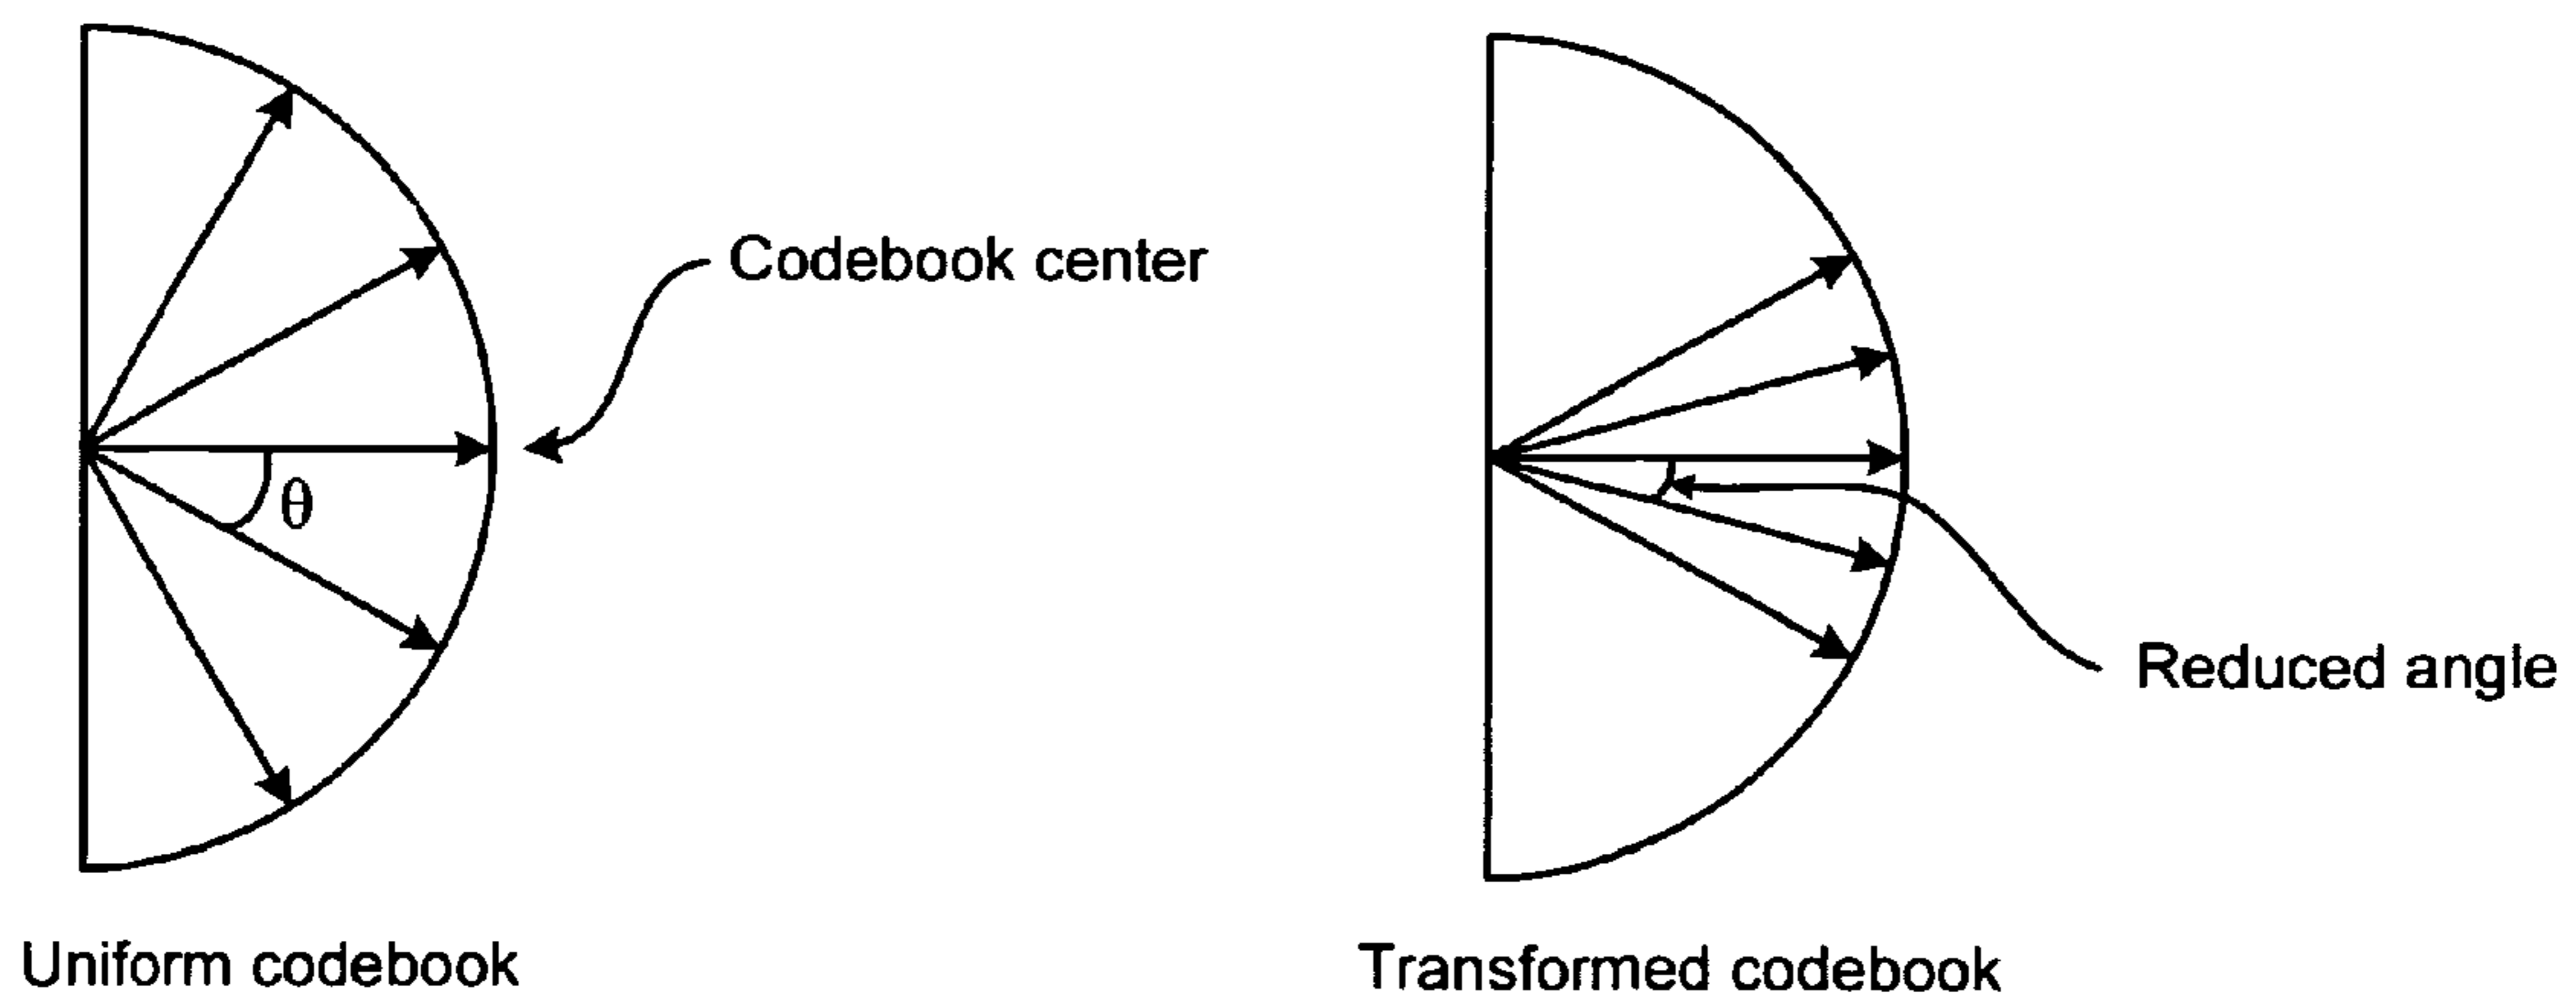 Codebook center
θ
Reduced angle
Uniform codebook
Transformed codebook